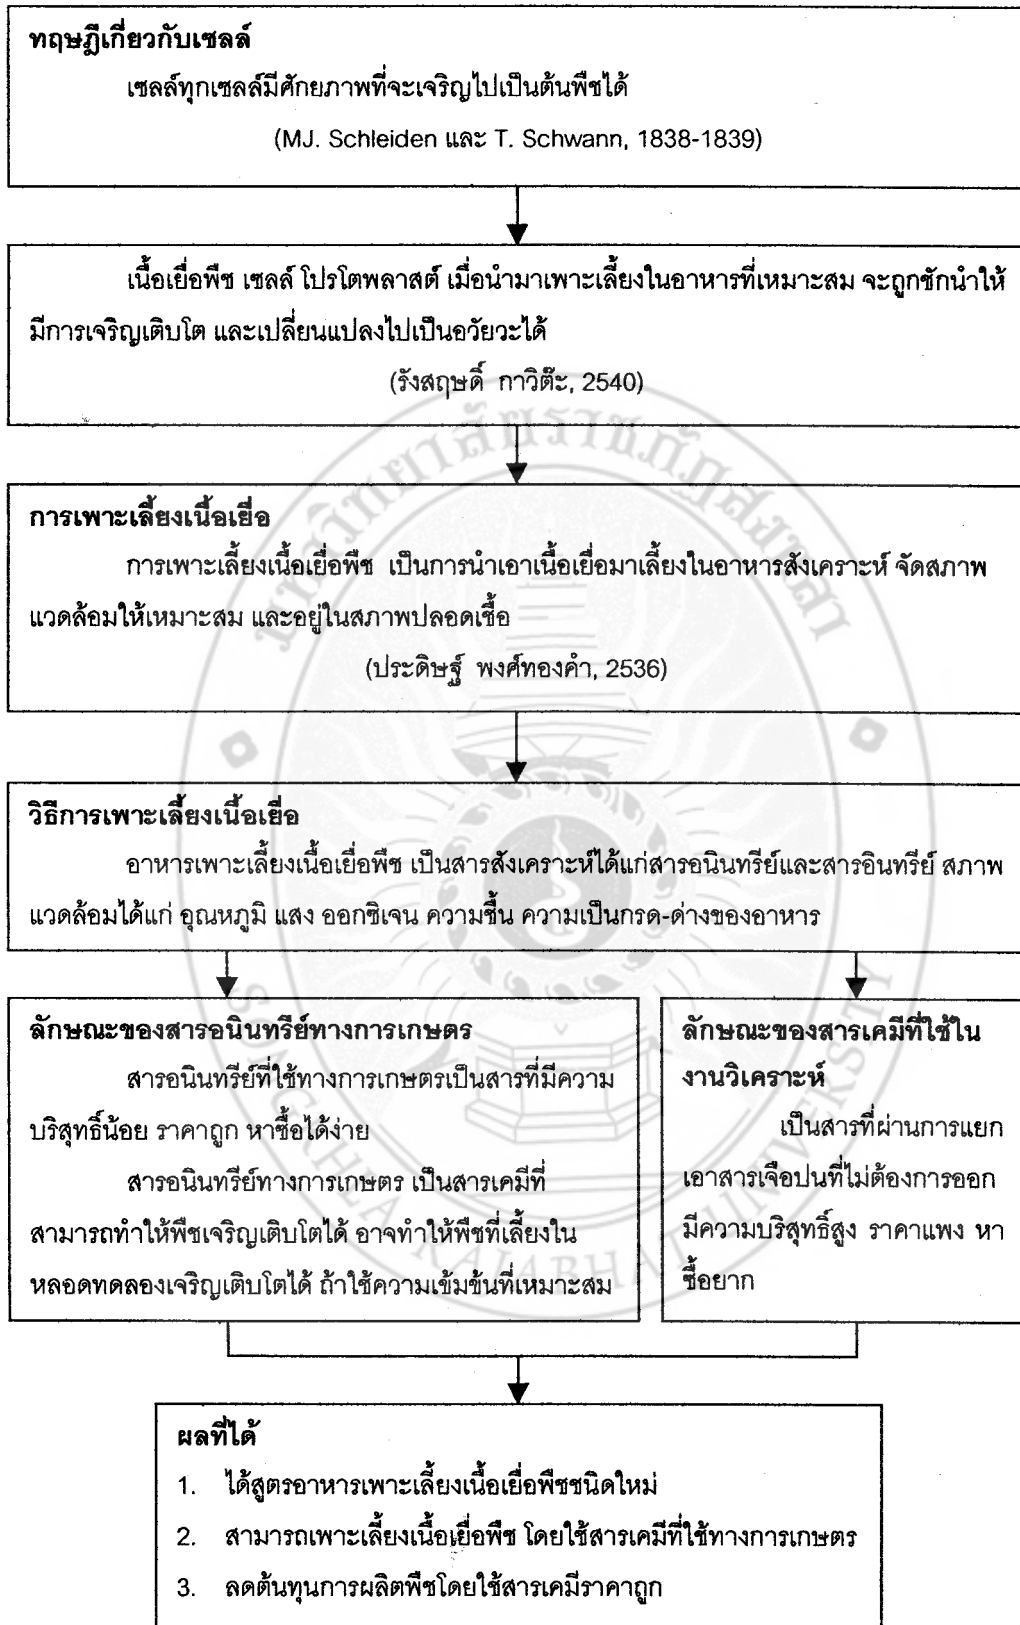 ทฤษฎีเกี่ยวกับเซลล์
เซลล์ทุกเซลล์มีศักยภาพที่จะเจริญไปเป็นต้นพืชได้
(MJ. Schleiden และ T. Schwann, 1838-1839)
เนื้อเยื่อพืช เซลล์ โปรโตพลาสต์ เมื่อนำมาเพาะเลี้ยงในอาหารที่เหมาะสม จะถูกชักนำให้
มีการเจริญเติบโต และเปลี่ยนแปลงไปเป็นอวัยวะได้
(รังสฤษดิ์ กาวิต๊ะ, 2540)
การเพาะเลี้ยงเนื้อเยื่อ
การเพาะเลี้ยงเนื้อเยื่อพืช เป็นการนำเอาเนื้อเยื่อมาเลี้ยงในอาหารสังเคราะห์ จัดสภาพ
แวดล้อมให้เหมาะสม และอยู่ในสภาพปลอดเชื้อ
(ประดิษฐ์ พงศ์ทองคำ, 2536)
วิธีการเพาะเลี้ยงเนื้อเยื่อ
อาหารเพาะเลี้ยงเนื้อเยื่อพืช เป็นสารสังเคราะห์ได้แก่สารอนินทรีย์และสารอินทรีย์ สภาพ
แวดล้อมได้แก่ อุณหภูมิ แสง ออกซิเจน ความชื้น ความเป็นกรด-ด่างของอาหาร
ลักษณะของสารอนินทรีย์ทางการเกษตร
สารอนินทรีย์ที่ใช้ทางการเกษตรเป็นสารที่มีความ
บริสุทธิ์น้อย ราคาถูก หาซื้อได้ง่าย
สารอนินทรีย์ทางการเกษตร เป็นสารเคมีที่
สามารถทำให้พืชเจริญเติบโตได้ อาจทำให้พืชที่เลี้ยงใน
หลอดทดลองเจริญเติบโตได้ ถ้าใช้ความเข้มข้นที่เหมาะสม
ลักษณะของสารเคมีที่ใช้ใน
งานวิเคราะห์
เป็นสารที่ผ่านการแยก
เอาสารเจือปนที่ไม่ต้องการออก
มีความบริสุทธิ์สูง ราคาแพง หา
ซื้อยาก
ผลที่ได้
1. ได้สูตรอาหารเพาะเลี้ยงเนื้อเยื่อพืชชนิดใหม่
2. สามารถเพาะเลี้ยงเนื้อเยื่อพืช โดยใช้สารเคมีที่ใช้ทางการเกษตร
3. ลดต้นทุนการผลิตพืชโดยใช้สารเคมีราคาถูก
มหาวิทยาลัยราชภัฏสงขลา
SONGKHLA RAJABHAT UNIVERSITY